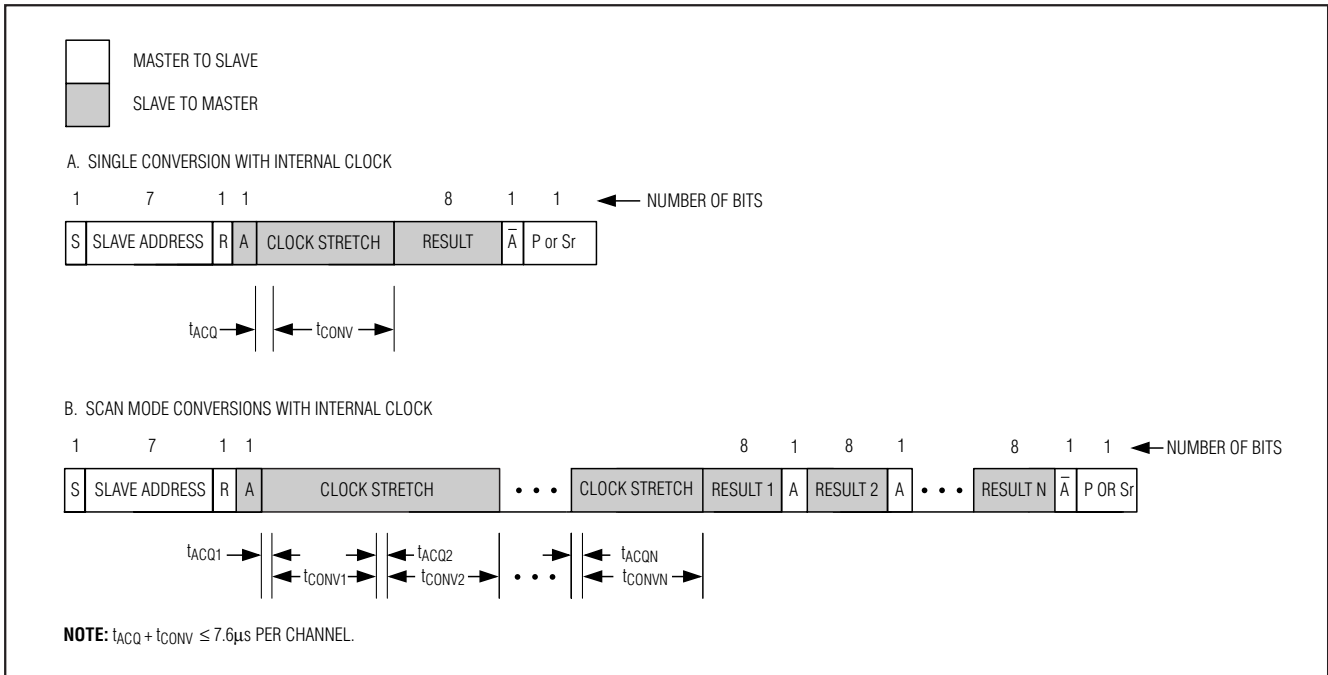 MASTER TO SLAVE
SLAVE TO MASTER
A. SINGLE CONVERSION WITH INTERNAL CLOCK
1 7 1 1 8 1 1 NUMBER OF BITS
S SLAVE ADDRESS R A CLOCK STRETCH RESULT A̅ P or Sr
tACQ tCONV
B. SCAN MODE CONVERSIONS WITH INTERNAL CLOCK
1 7 1 1 8 1 8 1 8 1 1 NUMBER OF BITS
S SLAVE ADDRESS R A CLOCK STRETCH • • • CLOCK STRETCH RESULT 1 A RESULT 2 A • • • RESULT N A̅ P OR Sr
tACQ1 tACQ2 tACQN
tCONV1 tCONV2 • • • tCONVN
NOTE: tACQ + tCONV ≤ 7.6μs PER CHANNEL.